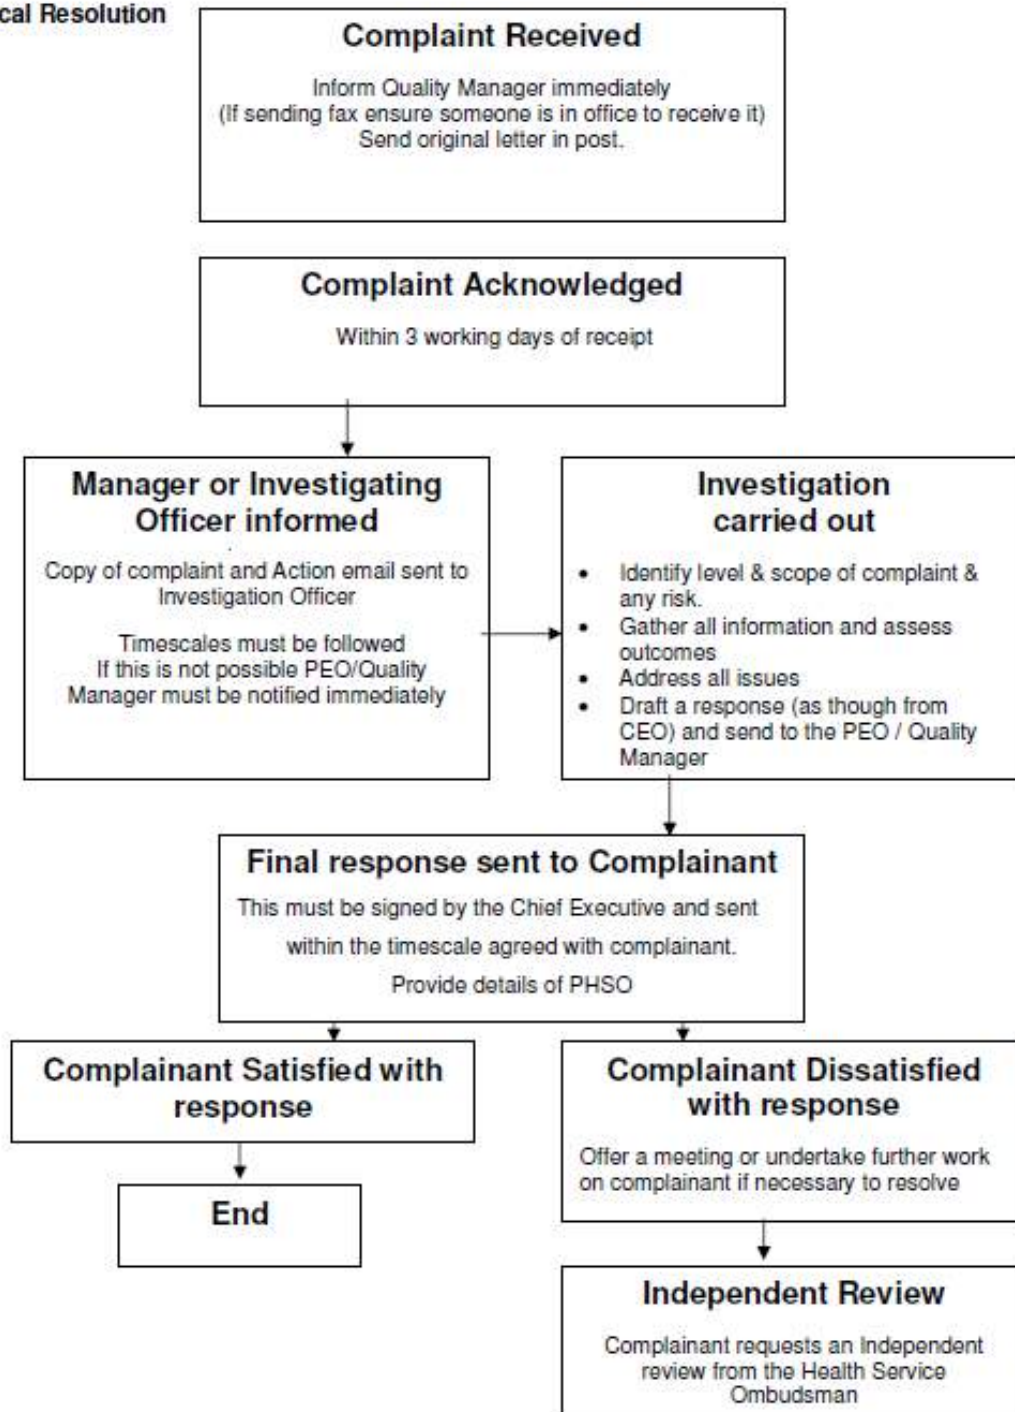 cal Resolution
Complaint Received
Inform Quality Manager immediately
(If sending fax ensure someone is in office to receive it)
Send original letter in post.
Complaint Acknowledged
Within 3 working days of receipt
Manager or Investigating
Officer informed
Copy of complaint and Action email sent to
Investigation Officer
Timescales must be followed
If this is not possible PEO/Quality
Manager must be notified immediately
Investigation
carried out
• Identify level & scope of complaint &
any risk.
• Gather all information and assess
outcomes
• Address all issues
• Draft a response (as though from
CEO) and send to the PEO / Quality
Manager
Final response sent to Complainant
This must be signed by the Chief Executive and sent
within the timescale agreed with complainant.
Provide details of PHSO
Complainant Satisfied with
response
End
Complainant Dissatisfied
with response
Offer a meeting or undertake further work
on complainant if necessary to resolve
Independent Review
Complainant requests an Independent
review from the Health Service
Ombudsman